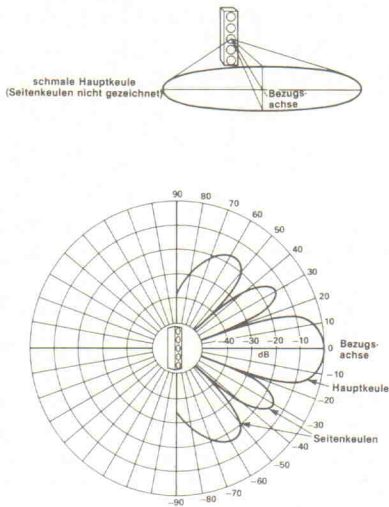 schmale Hauptkeule
(Seitenkeulen nicht gezeichnet)
Bezugs-
achse
90
80
70
60
50
40
30
20
10
-40 -30 -20 -10
dB
0
Bezugs-
achse
-10
Hauptkeule
-20
-30
Seitenkeulen
-40
-50
-60
-70
-80
-90